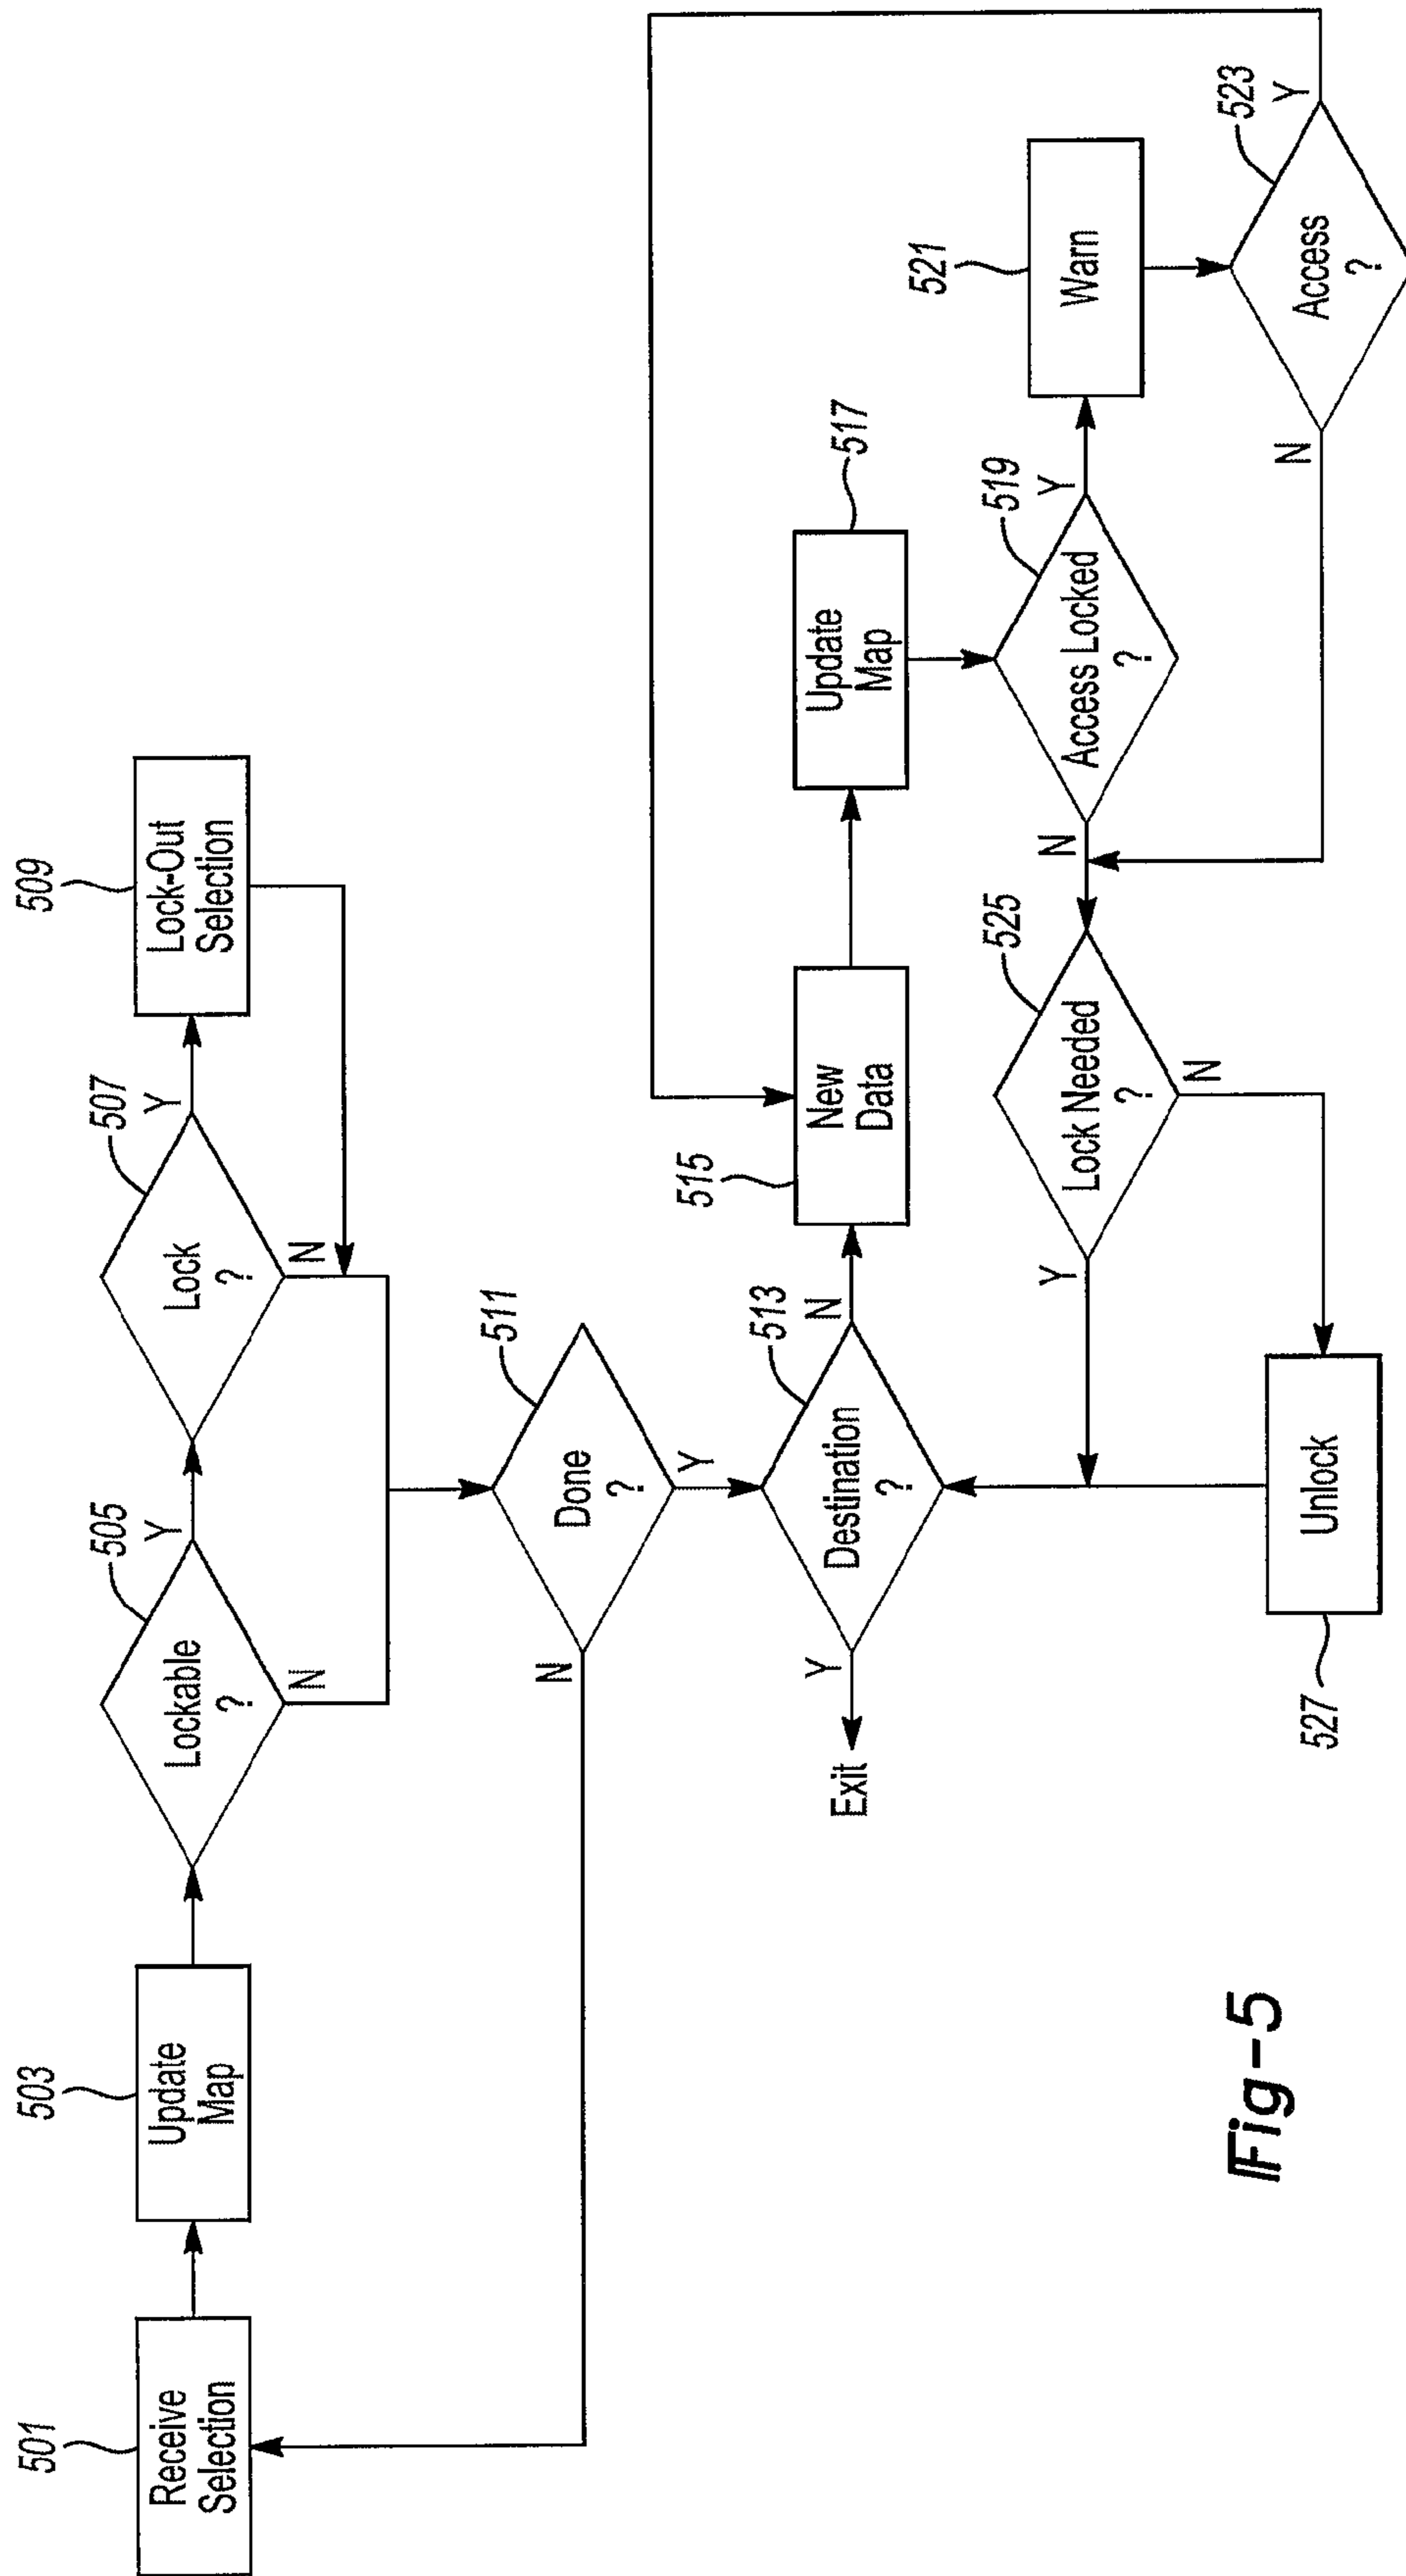 501
Receive
Selection
503
Update
Map
505
Lockable
?
Y
N
507
Lock
?
Y
N
509
Lock-Out
Selection
511
Done
?
N
Y
513
Destination
?
Y
N
Exit
515
New
Data
517
Update
Map
519
Access Locked
?
Y
N
521
Warn
523
Access
?
Y
N
525
Lock Needed
?
Y
N
527
Unlock
Fig-5